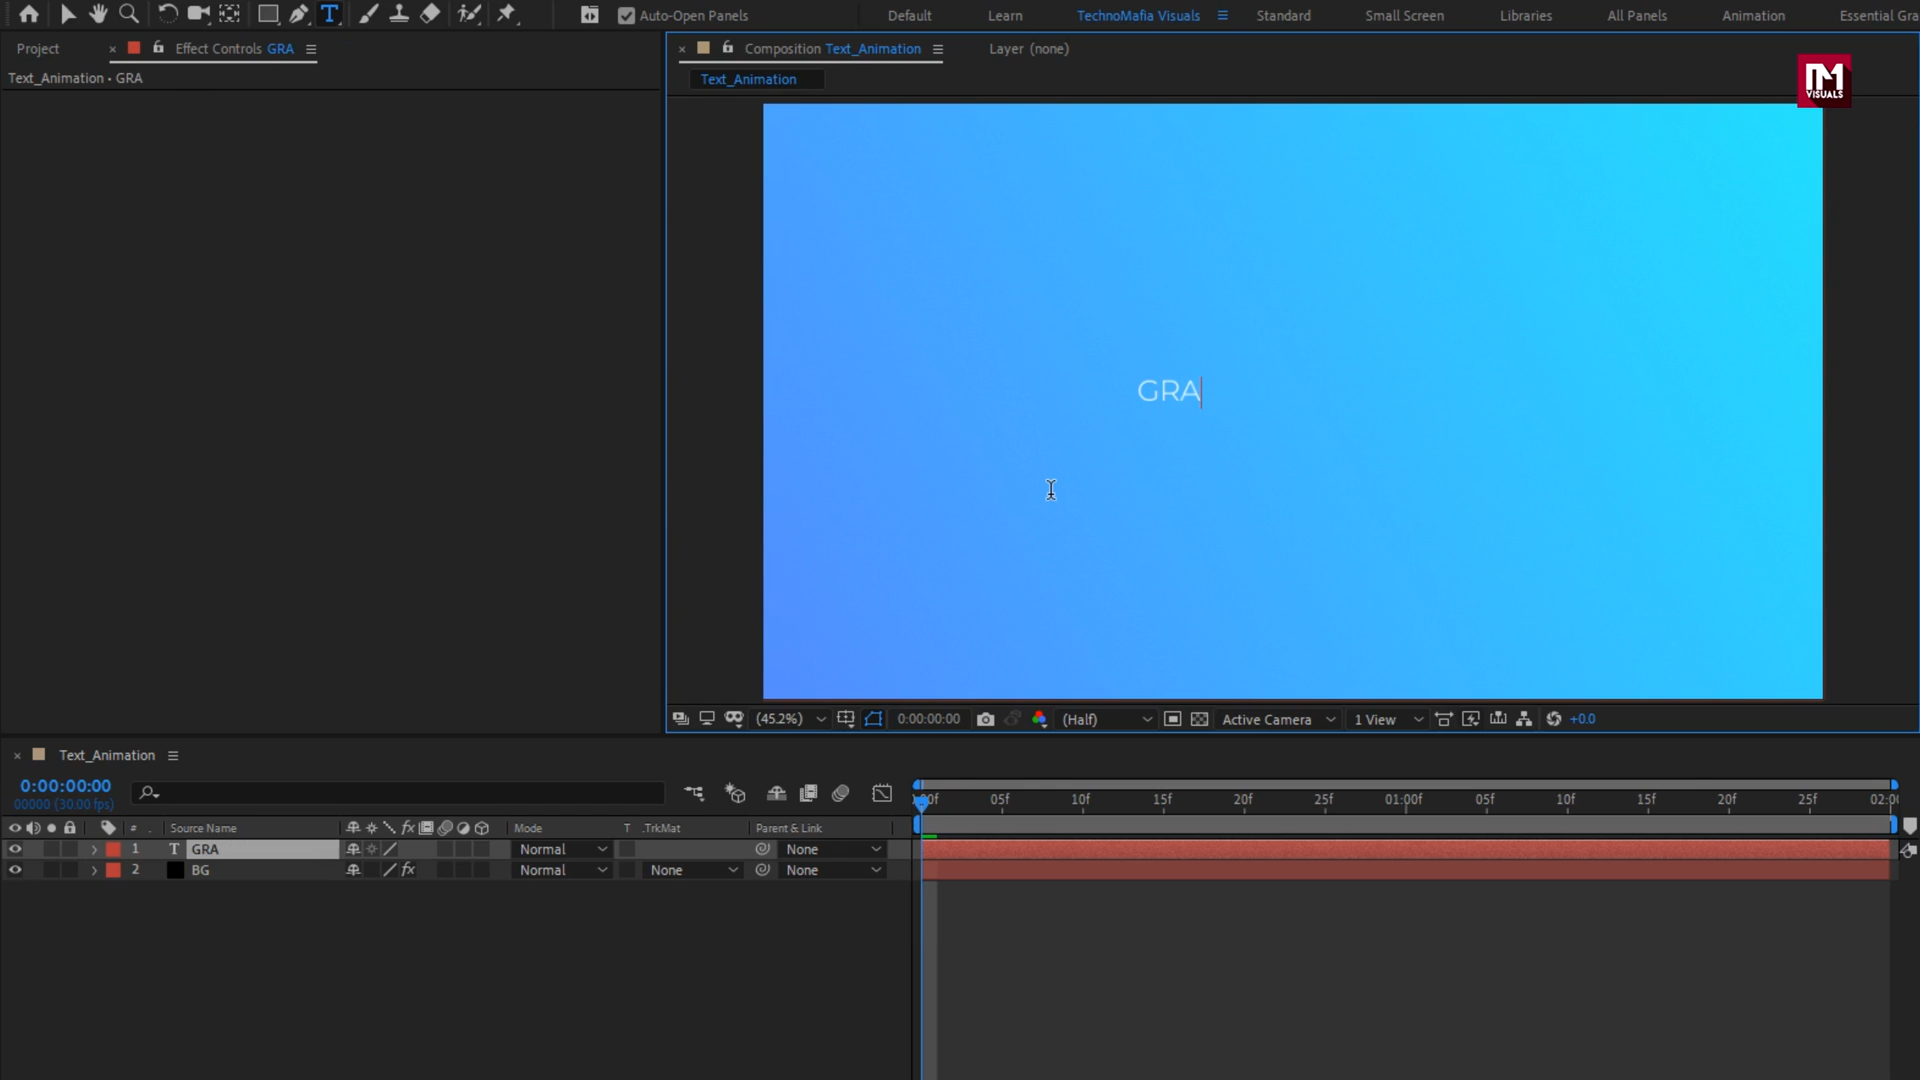 Auto-Open Panels
Default
Learn
TechnoMafia Visuals
Standard
Small Screen
Libraries
All Panels
Animation
Essential Gra
Project
Effect Controls GRA
Composition Text_Animation
Layer (none)
Text_Animation • GRA
Text_Animation
VISUALS
GRA
(45.2%)
0:00:00:00
(Half)
Active Camera
1 View
+0.0
Text_Animation
0:00:00:00
00000 (30.00 fps)
05f
10f
15f
20f
25f
01:00f
05f
10f
15f
20f
25f
# Source Name
Mode
T .TrkMat
Parent & Link
1 T GRA
Normal
None
2 BG
Normal
None
None